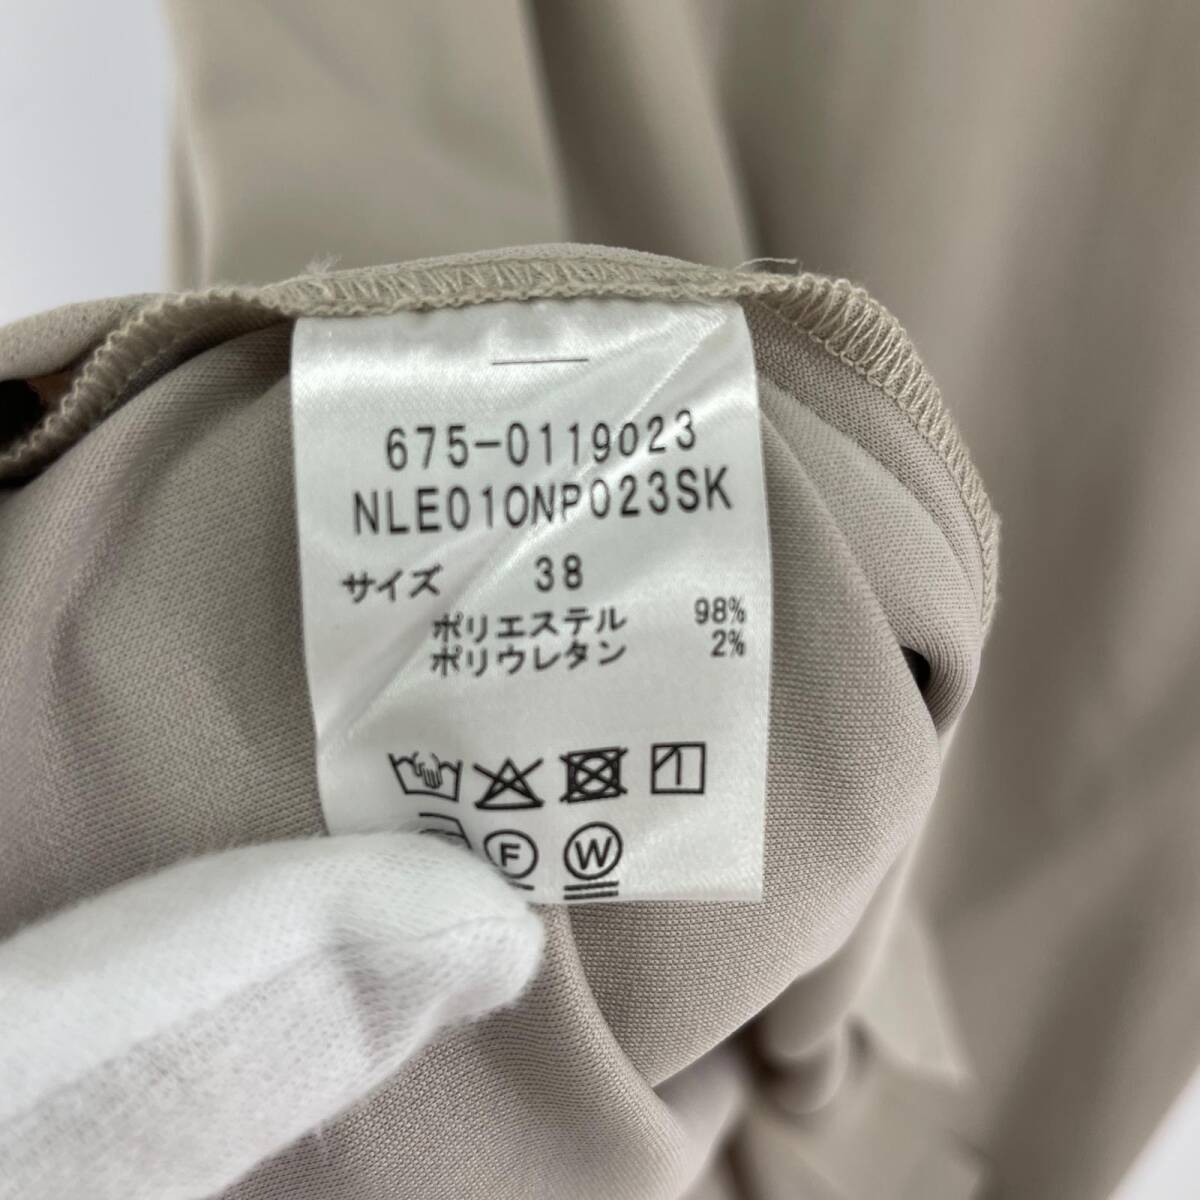 675-0119023
NLE010NP023SK
サイズ 38
ポリエステル 98%
ポリウレタン 2%
F W